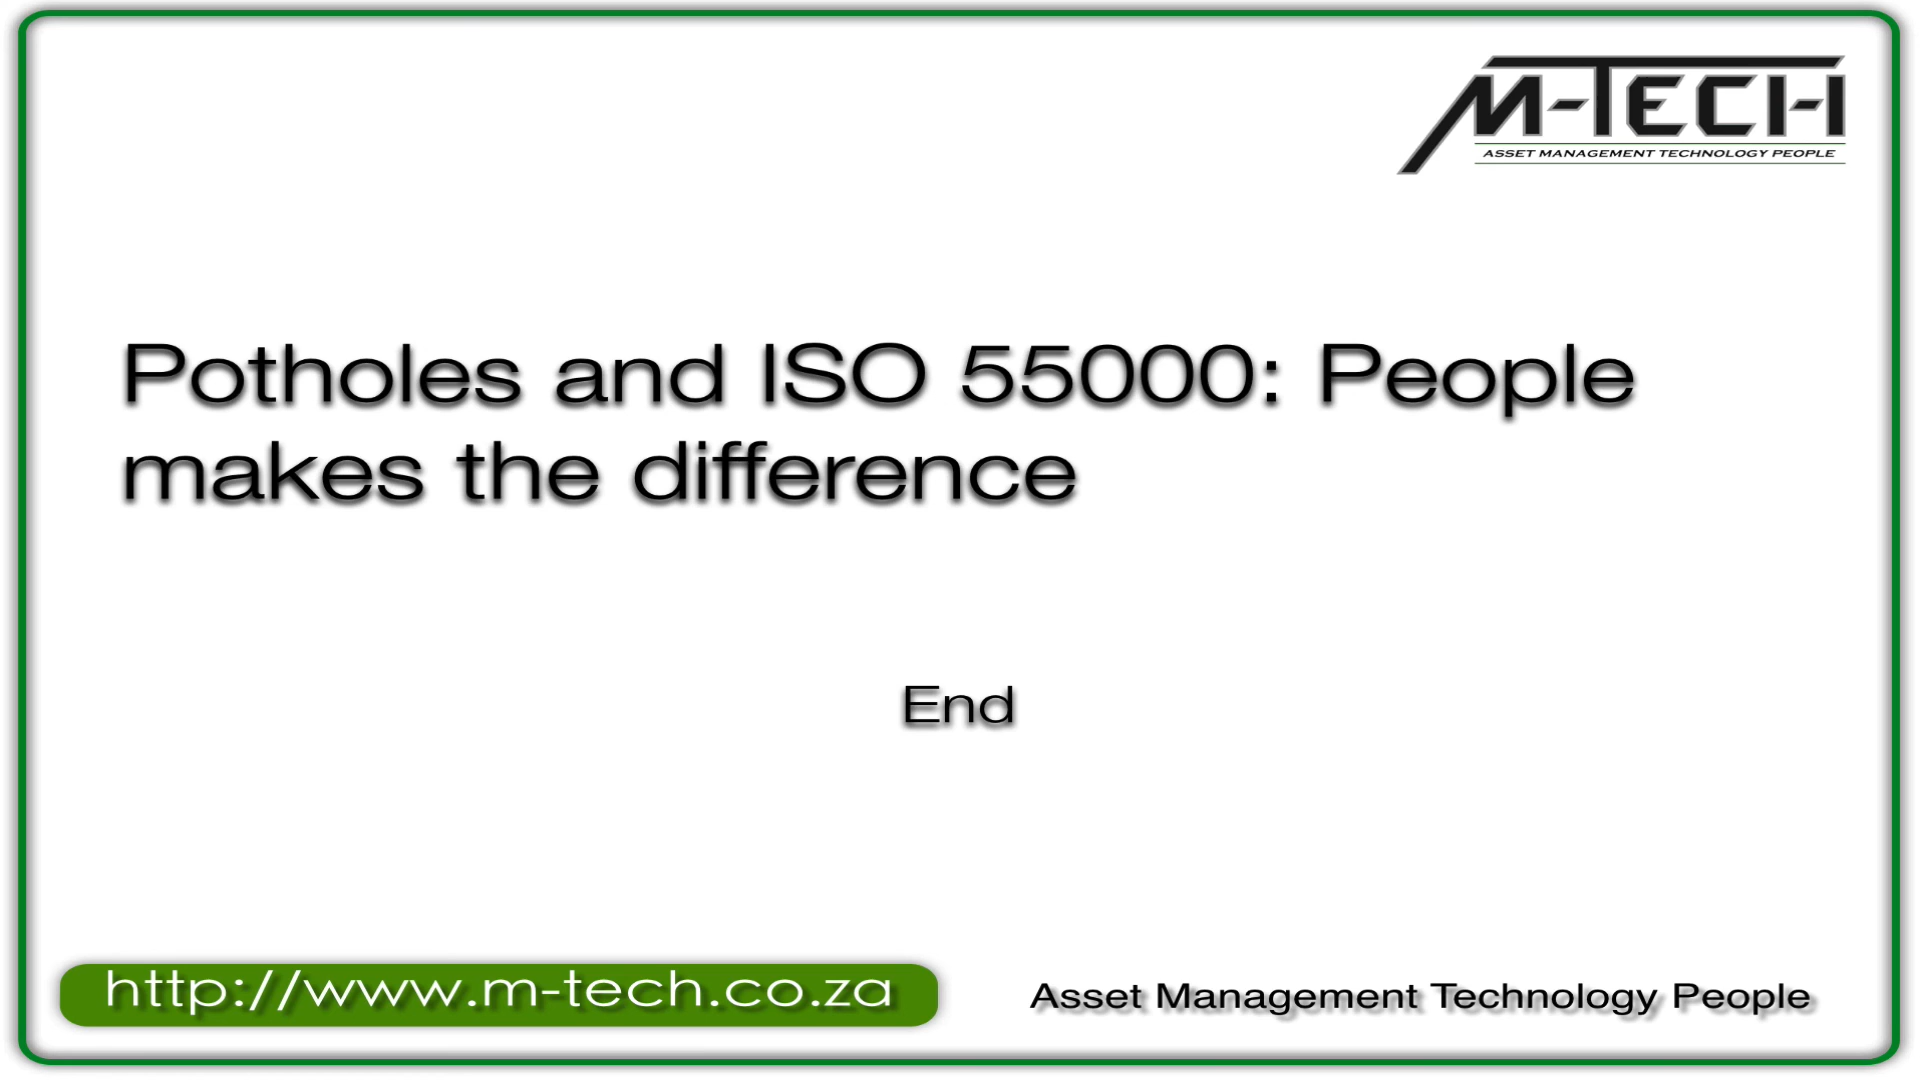 M-TECH
ASSET MANAGEMENT TECHNOLOGY PEOPLE
Potholes and ISO 55000: People
makes the difference
End
http://www.m-tech.co.za
Asset Management Technology People